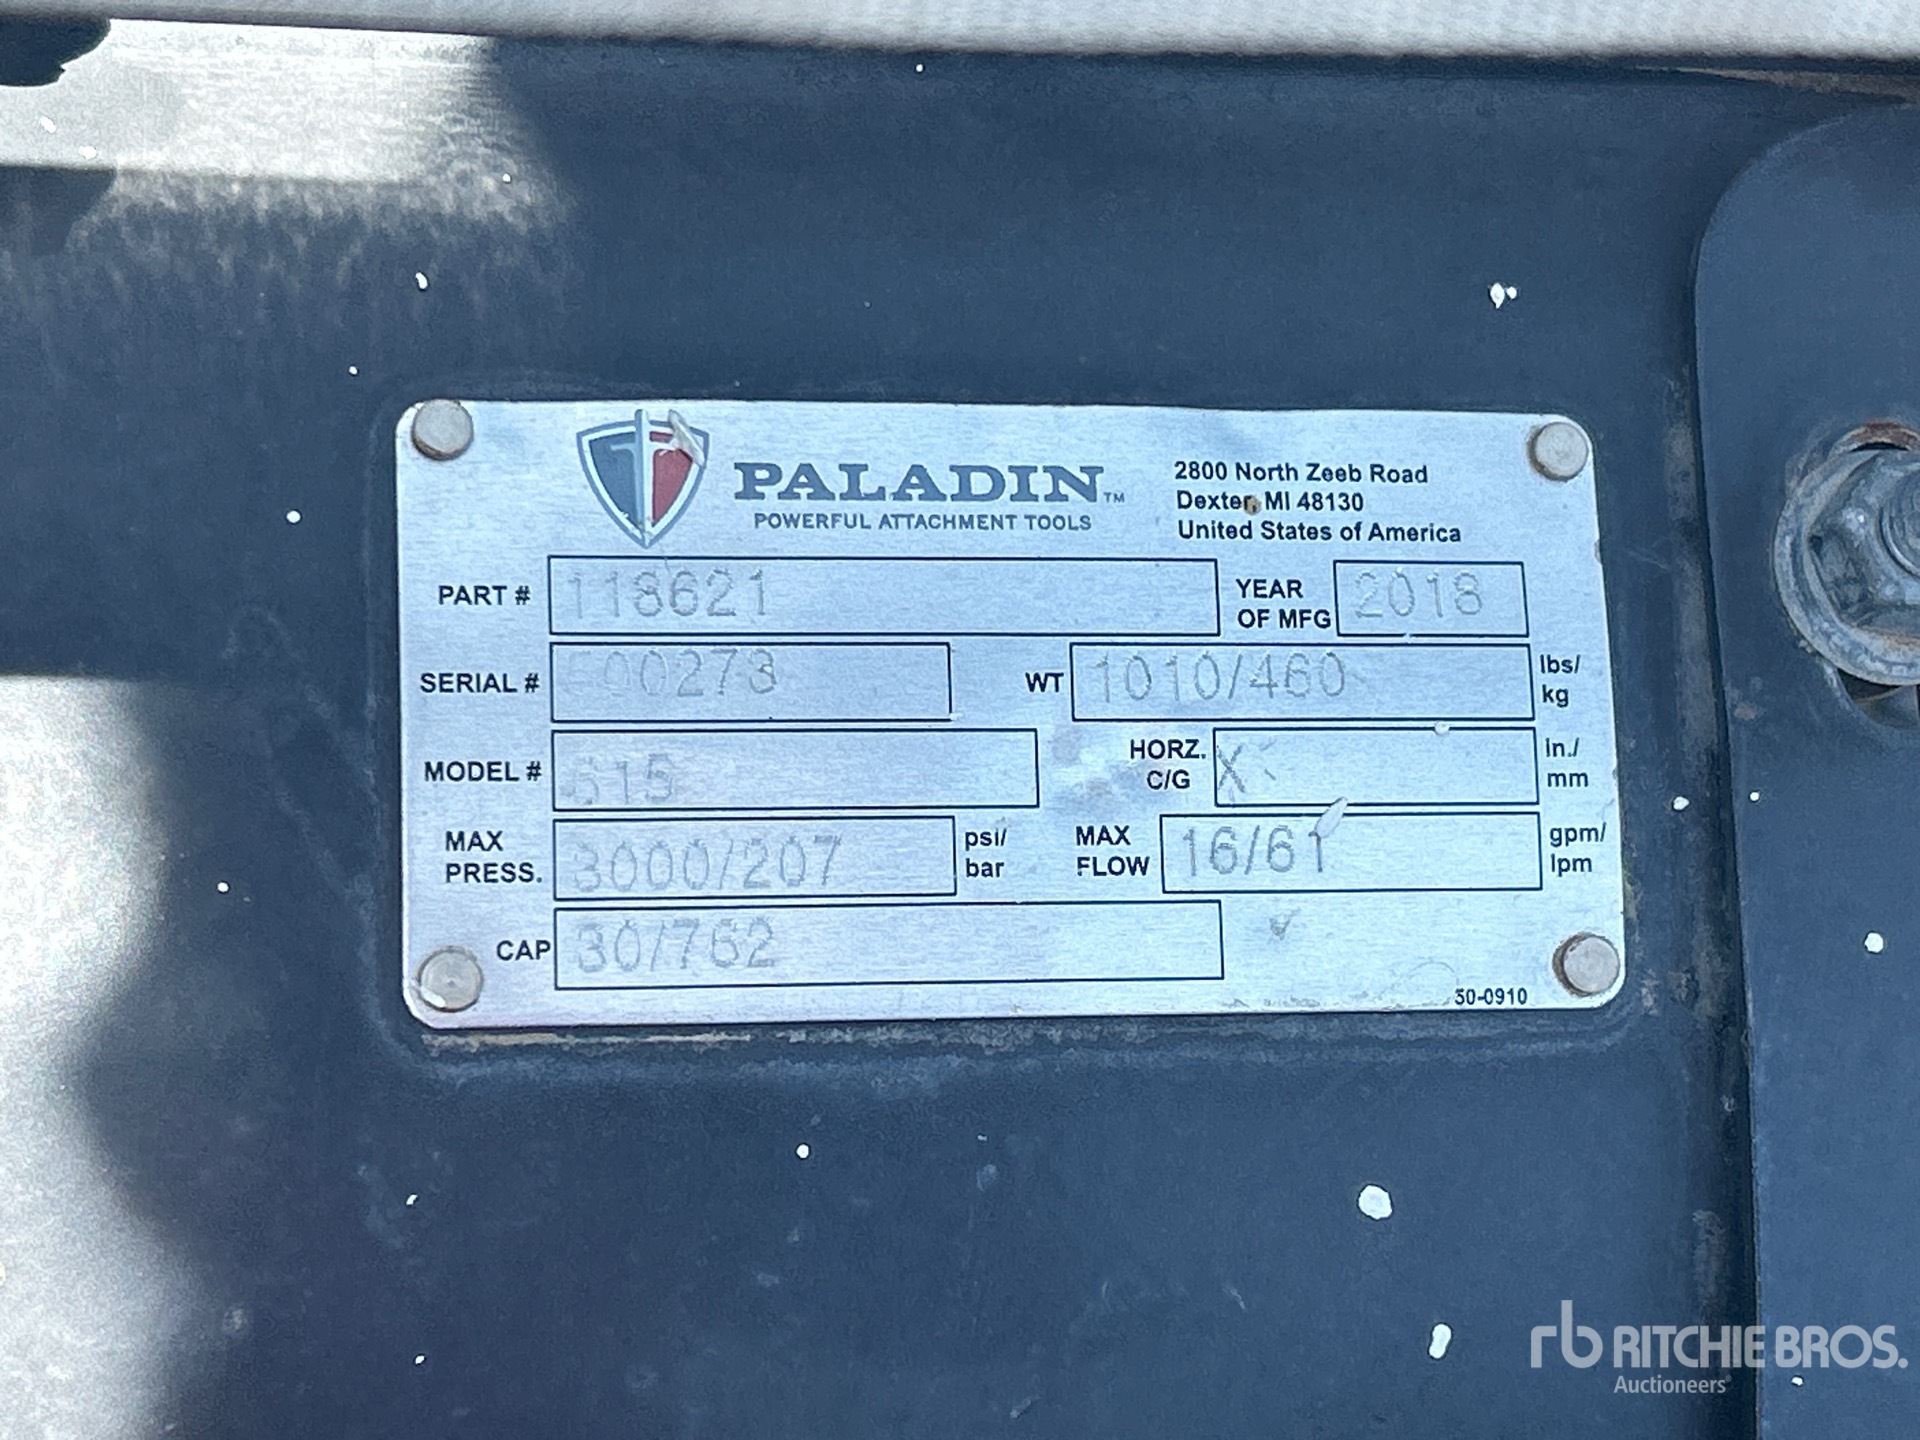 PALADIN™
POWERFUL ATTACHMENT TOOLS
2800 North Zeeb Road
Dexter, MI 48130
United States of America
PART # 118621
YEAR OF MFG 2018
SERIAL #
WT 1010/460 lbs/ kg
MODEL # 615
HORZ. C/G X in./ mm
MAX PRESS. 3000/207 psi/ bar
MAX FLOW 16/61 gpm/ lpm
CAP 30/762
50-0910
rb RITCHIE BROS.
Auctioneers